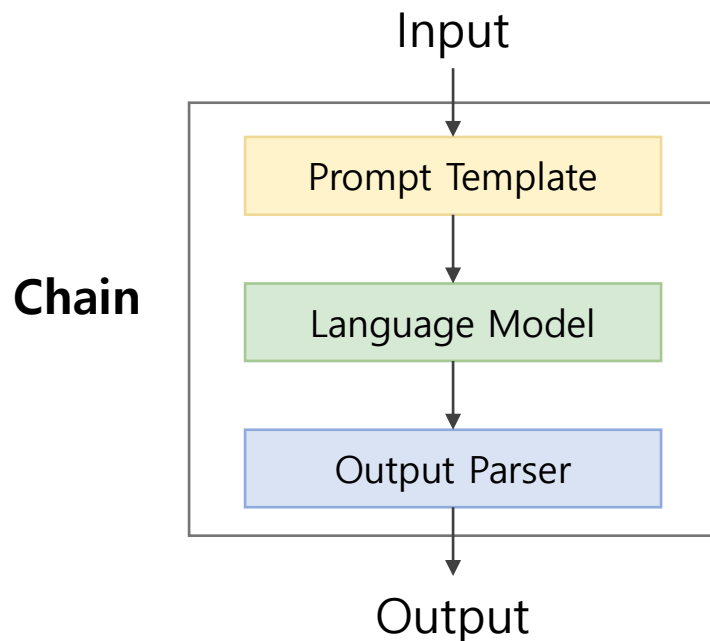 Input
Prompt Template
Chain
Language Model
Output Parser
Output